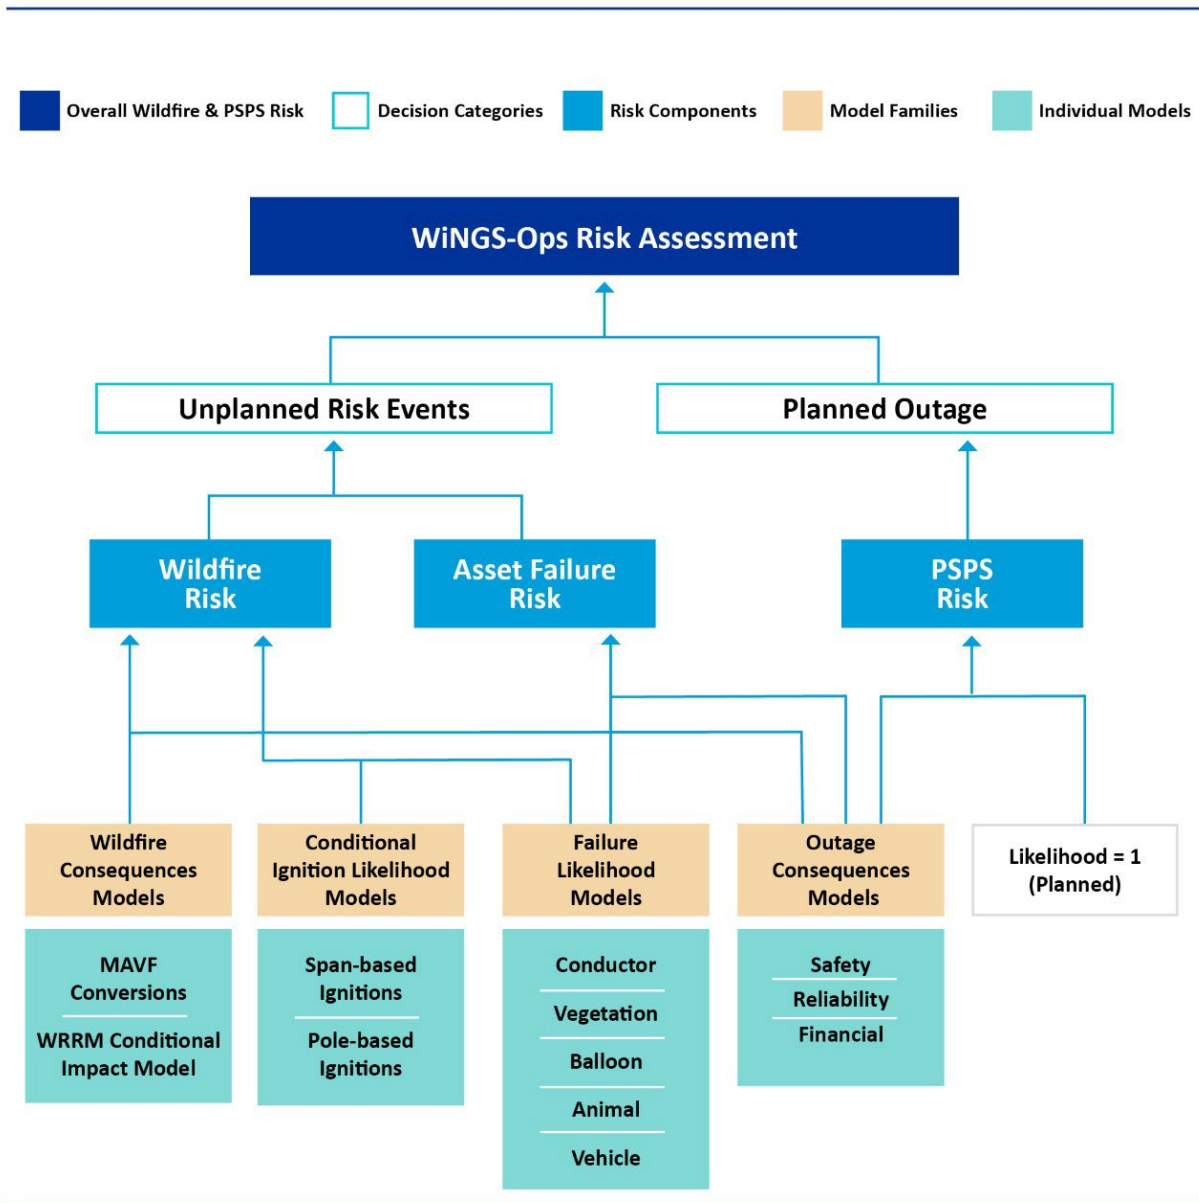 Overall Wildfire & PSPS Risk
Decision Categories
Risk Components
Model Families
Individual Models
WiNGS-Ops Risk Assessment
Unplanned Risk Events
Planned Outage
Wildfire
Risk
Asset Failure
Risk
PSPS
Risk
Wildfire
Consequences
Models
Conditional
Ignition Likelihood
Models
Failure
Likelihood
Models
Outage
Consequences
Models
Likelihood = 1
(Planned)
MAVF
Conversions
WRRM Conditional
Impact Model
Span-based
Ignitions
Pole-based
Ignitions
Conductor
Vegetation
Balloon
Animal
Vehicle
Safety
Reliability
Financial